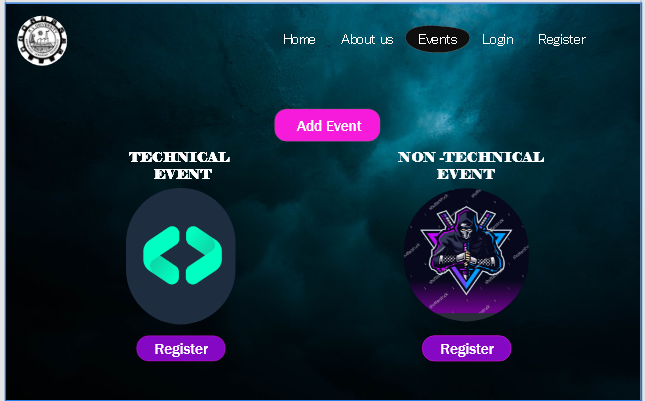 Home About us Events Login Register
Add Event
TECHNICAL
EVENT
NON -TECHNICAL
EVENT
Register
Register